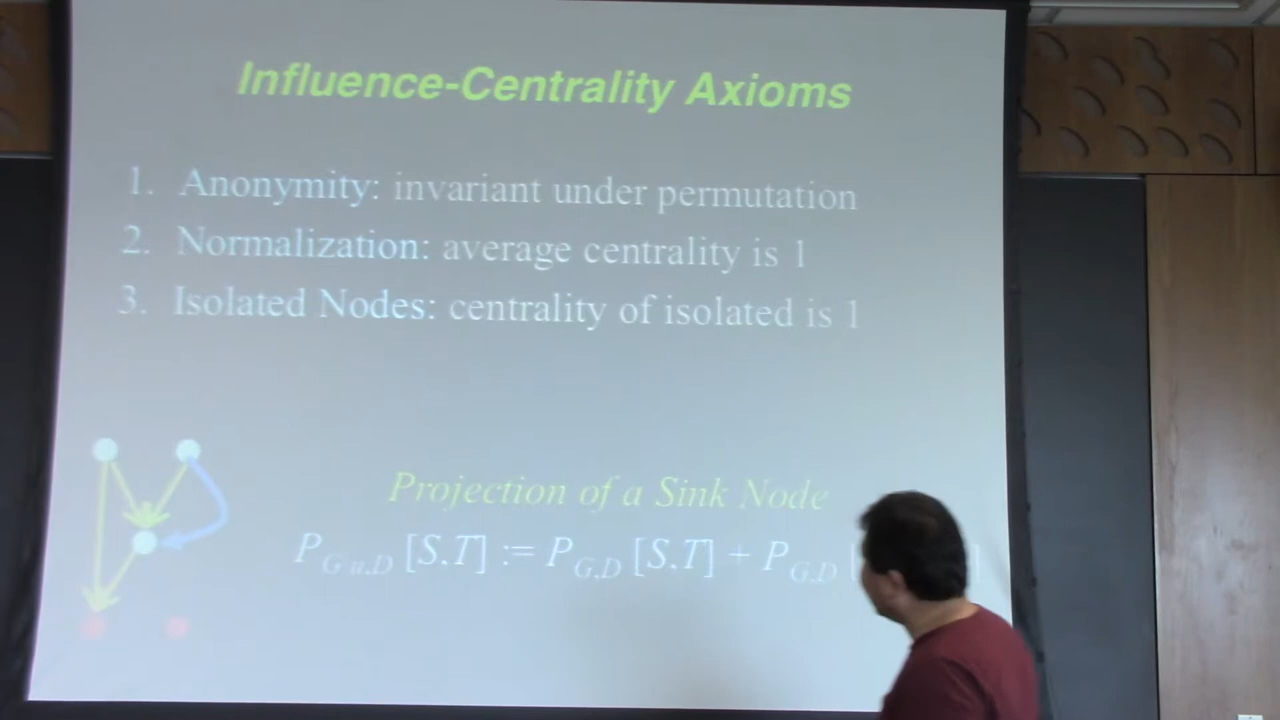 Influence-Centrality Axioms
1. Anonymity: invariant under permutation
2. Normalization: average centrality is 1
3. Isolated Nodes: centrality of isolated is 1
Projection of a Sink Node
P_{G\u,D} [S,T] := P_{G,D} [S,T] + P_{G,D} [